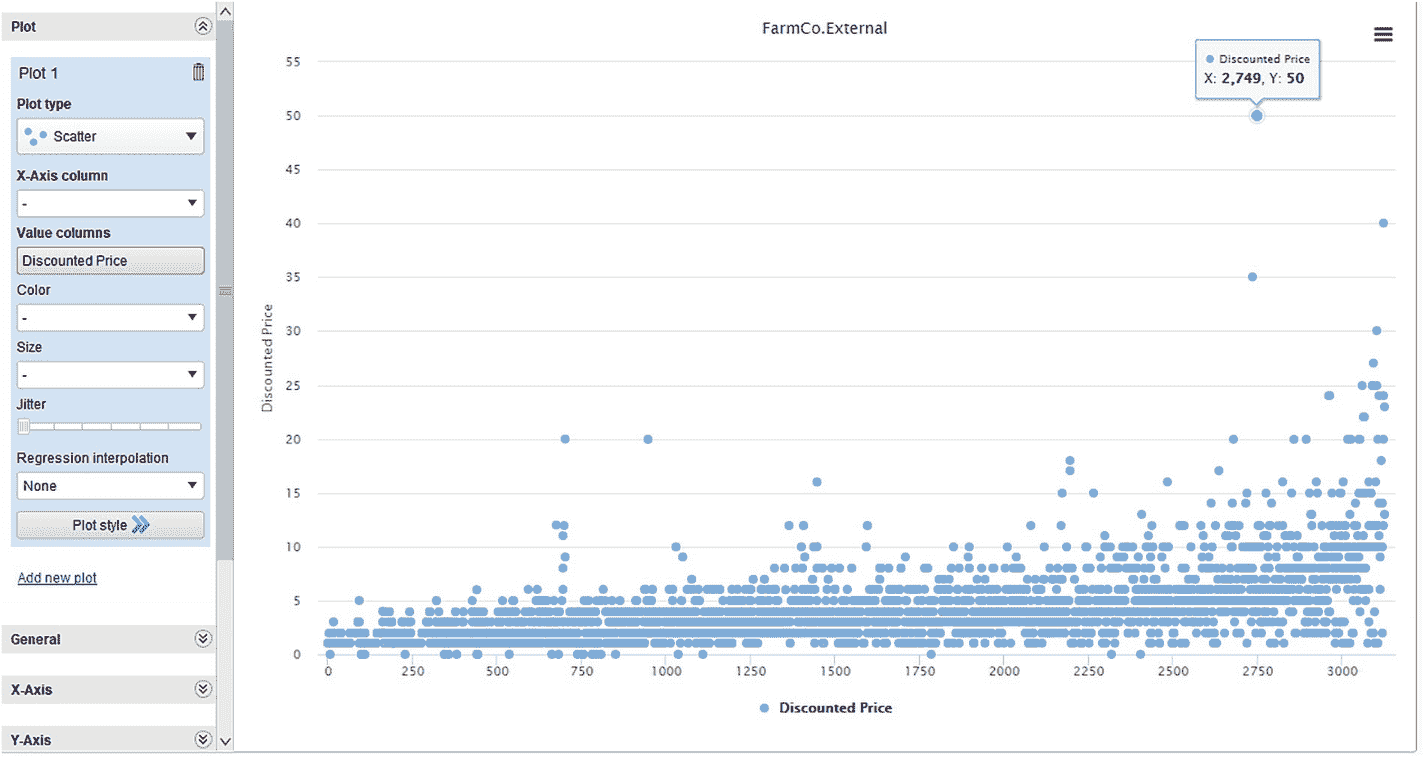 Plot
Plot 1
Plot type
Scatter
X-Axis column
-
Value columns
Discounted Price
Color
-
Size
-
Jitter
Regression interpolation
None
Plot style
Add new plot
General
X-Axis
Y-Axis
FarmCo.External
Discounted Price
X: 2,749, Y: 50
55
50
45
40
35
30
25
20
15
10
5
0
Discounted Price
0 250 500 750 1000 1250 1500 1750 2000 2250 2500 2750 3000
Discounted Price